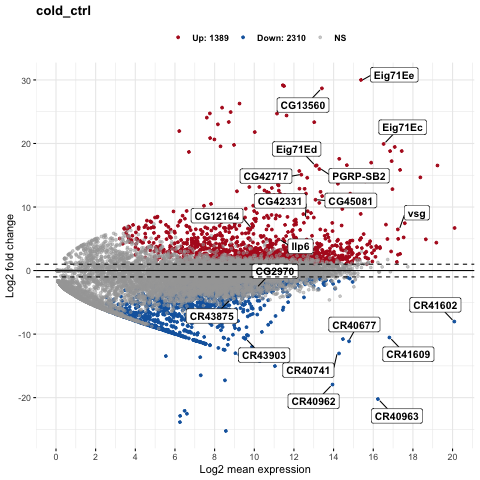 cold_ctrl
Up: 1389 Down: 2310 NS
Log2 fold change
30
20
10
0
-10
-20
Eig71Ee
CG13560
Eig71Ec
Eig71Ed
CG42717
PGRP-SB2
CG42331
CG45081
CG12164
vsg
Ilp6
CG2970
CR43875
CR41602
CR40677
CR43903
CR41609
CR40741
CR40962
CR40963
0 2 4 6 8 10 12 14 16 18 20
Log2 mean expression